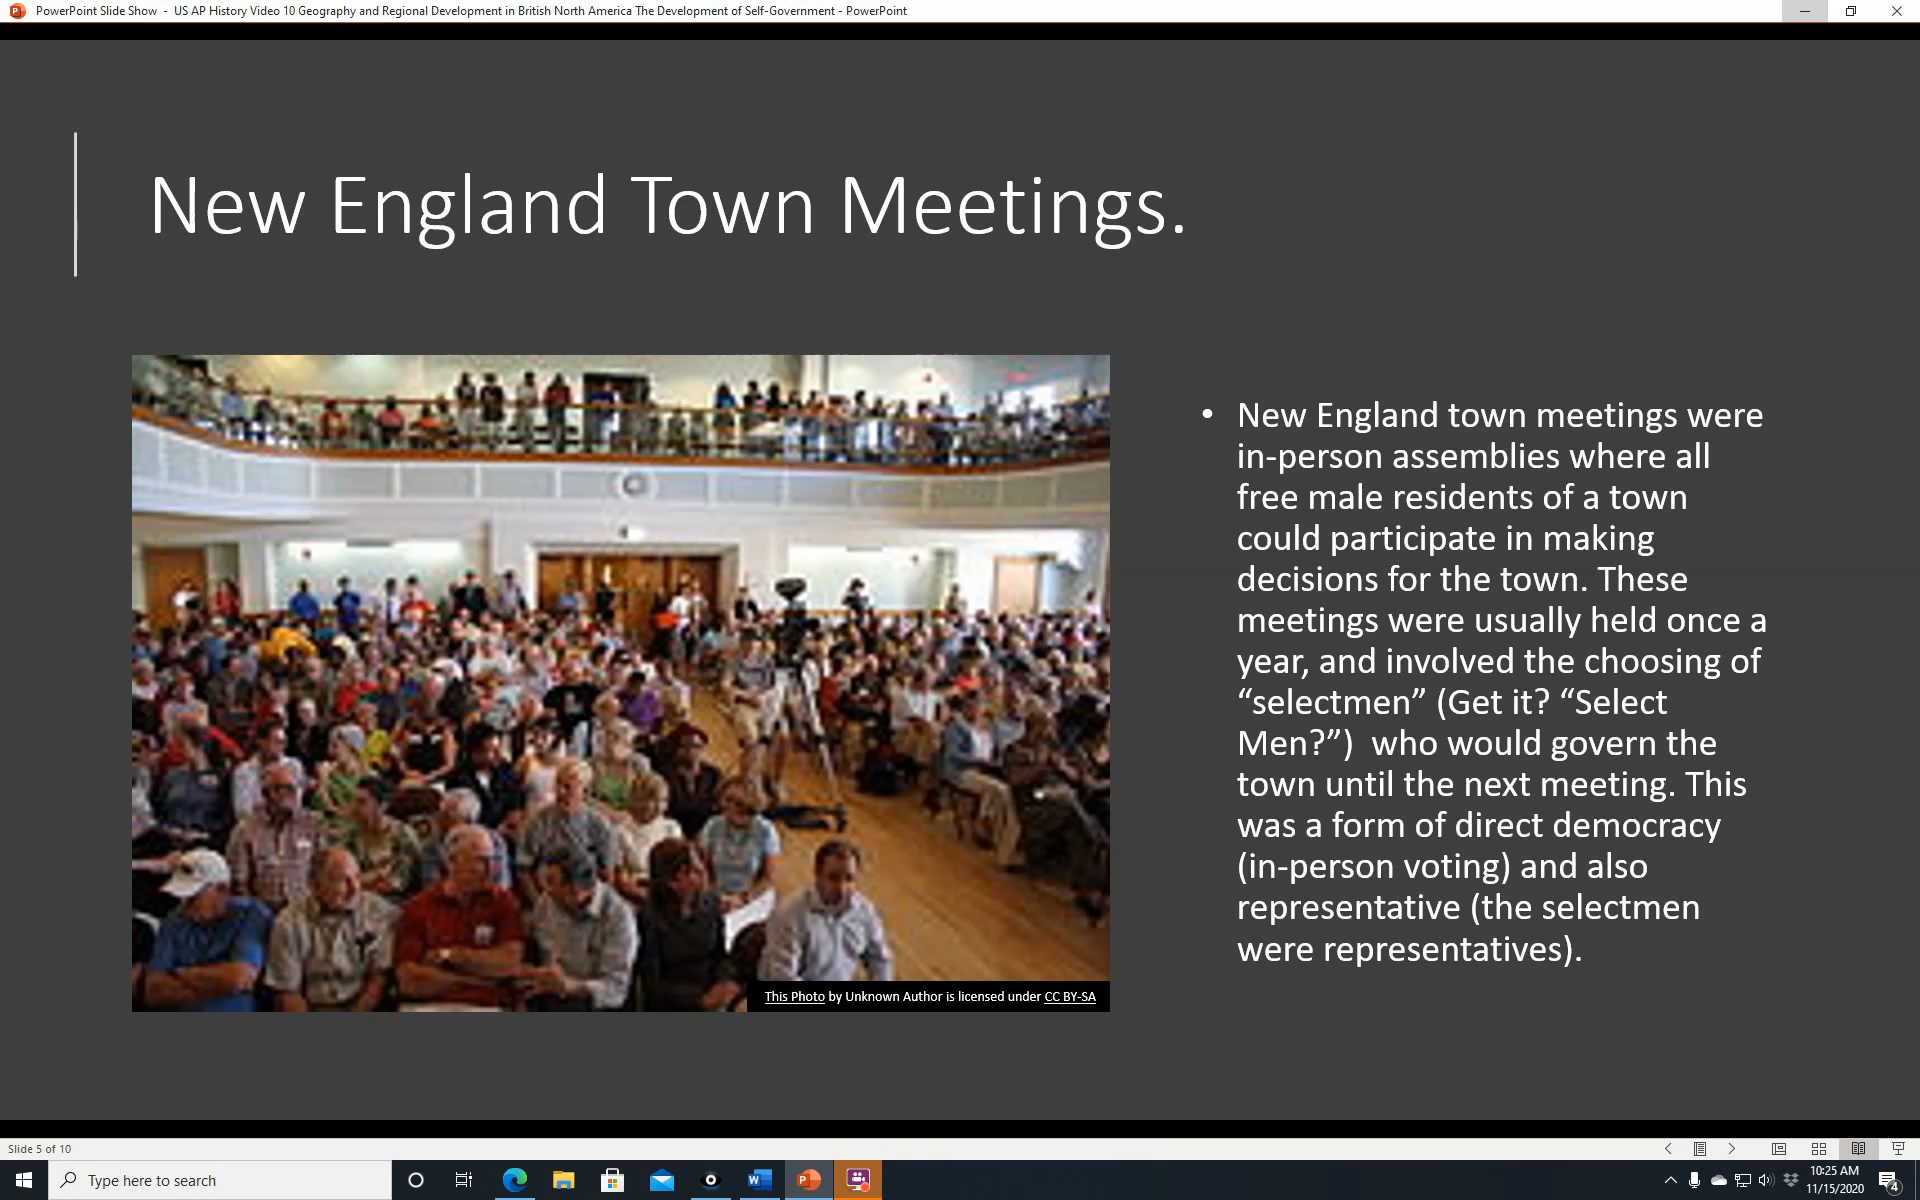 PowerPoint Slide Show - US AP History Video 10 Geography and Regional Development in British North America The Development of Self-Government - PowerPoint
New England Town Meetings.
• New England town meetings were
in-person assemblies where all
free male residents of a town
could participate in making
decisions for the town. These
meetings were usually held once a
year, and involved the choosing of
“selectmen” (Get it? “Select
Men?”)  who would govern the
town until the next meeting. This
was a form of direct democracy
(in-person voting) and also
representative (the selectmen
were representatives).
This Photo by Unknown Author is licensed under CC BY-SA
Slide 5 of 10
Type here to search
10:25 AM
11/15/2020
4